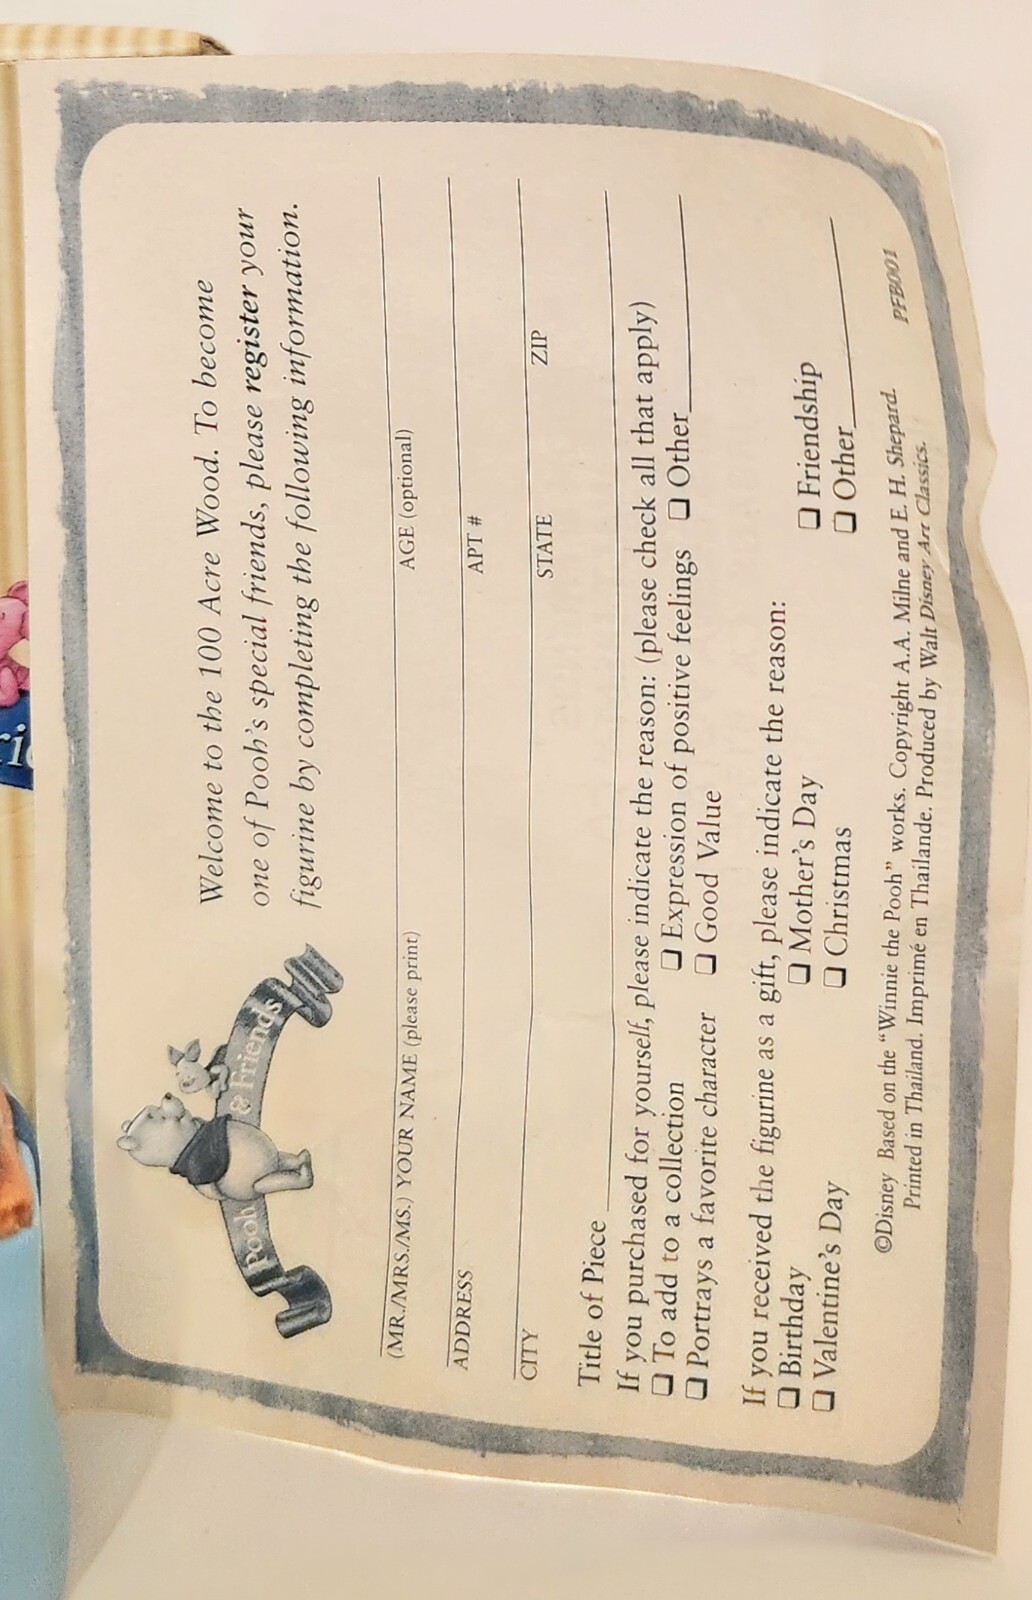 Pooh & Friends
Welcome to the 100 Acre Wood. To become
one of Pooh's special friends, please register your
figurine by completing the following information.
(MR./MRS./MS.) YOUR NAME (please print) AGE (optional)
ADDRESS APT #
CITY STATE ZIP
Title of Piece
If you purchased for yourself, please indicate the reason: (please check all that apply)
❏ To add to a collection ❏ Expression of positive feelings ❏ Other
❏ Portrays a favorite character ❏ Good Value
If you received the figurine as a gift, please indicate the reason:
❏ Birthday ❏ Mother's Day ❏ Friendship
❏ Valentine's Day ❏ Christmas ❏ Other
©Disney Based on the "Winnie the Pooh" works. Copyright A.A. Milne and E. H. Shepard. PFB001
Printed in Thailand. Imprimé en Thailande. Produced by Walt Disney Art Classics.